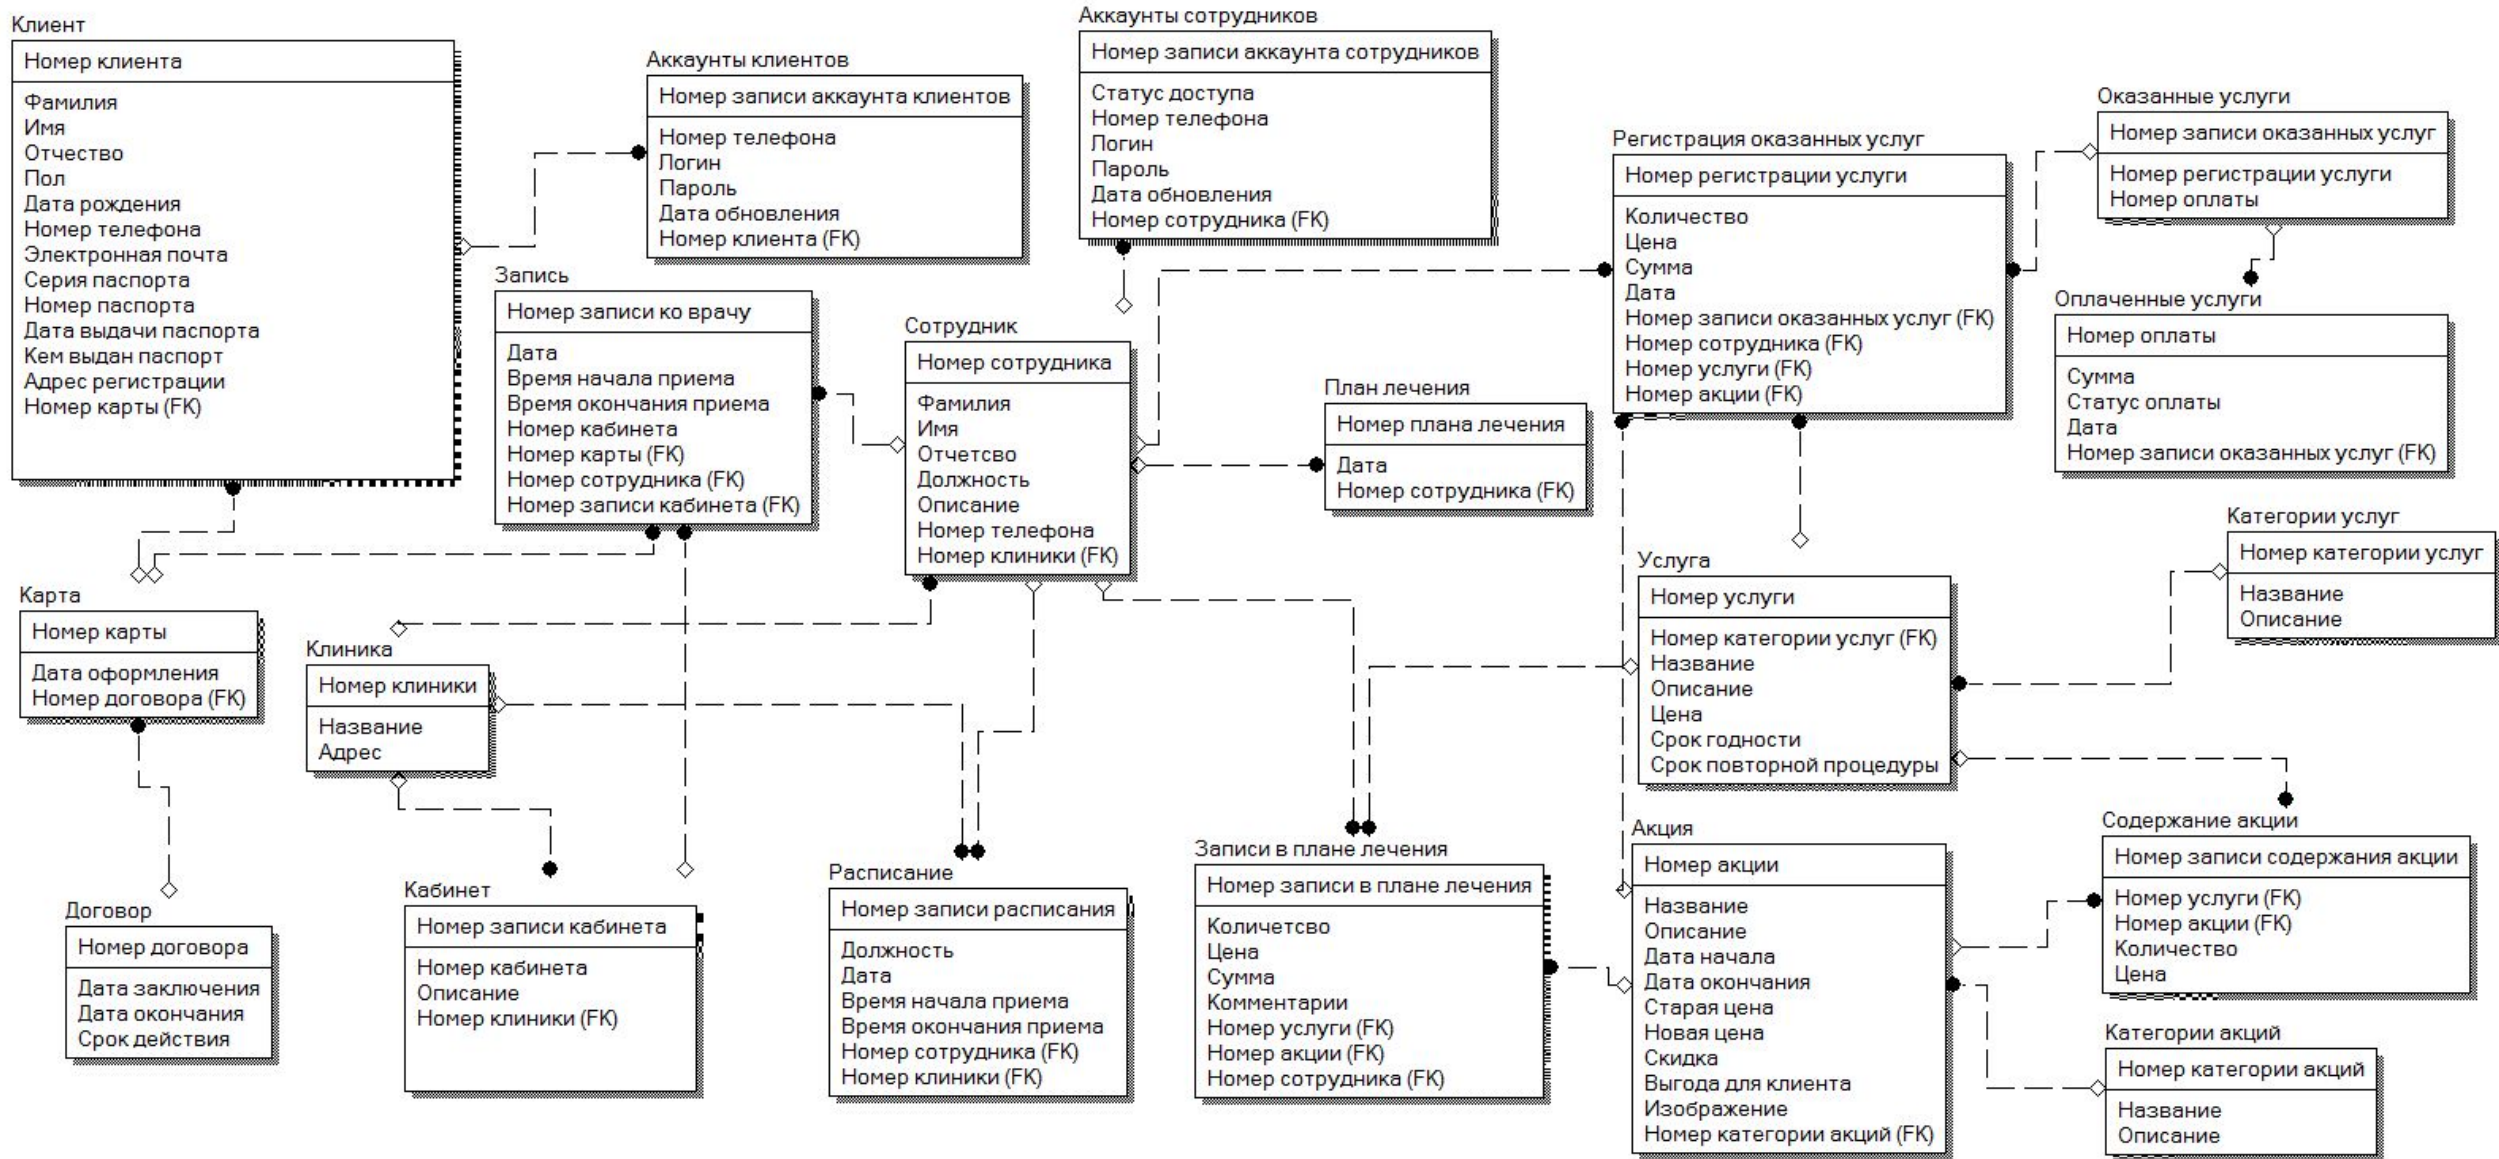 Клиент
Номер клиента
Фамилия
Имя
Отчество
Пол
Дата рождения
Номер телефона
Электронная почта
Серия паспорта
Номер паспорта
Дата выдачи паспорта
Кем выдан паспорт
Адрес регистрации
Номер карты (FK)
Аккаунты клиентов
Номер записи аккаунта клиентов
Номер телефона
Логин
Пароль
Дата обновления
Номер клиента (FK)
Аккаунты сотрудников
Номер записи аккаунта сотрудников
Статус доступа
Номер телефона
Логин
Пароль
Дата обновления
Номер сотрудника (FK)
Регистрация оказанных услуг
Номер регистрации услуги
Количество
Цена
Сумма
Дата
Номер записи оказанных услуг (FK)
Номер сотрудника (FK)
Номер услуги (FK)
Номер акции (FK)
Оказанные услуги
Номер записи оказанных услуг
Номер регистрации услуги
Номер оплаты
Оплаченные услуги
Номер оплаты
Сумма
Статус оплаты
Дата
Номер записи оказанных услуг (FK)
Запись
Номер записи ко врачу
Дата
Время начала приема
Время окончания приема
Номер кабинета
Номер карты (FK)
Номер сотрудника (FK)
Номер записи кабинета (FK)
Сотрудник
Номер сотрудника
Фамилия
Имя
Отчетсво
Должность
Описание
Номер телефона
Номер клиники (FK)
План лечения
Номер плана лечения
Дата
Номер сотрудника (FK)
Категории услуг
Номер категории услуг
Название
Описание
Услуга
Номер услуги
Номер категории услуг (FK)
Название
Описание
Цена
Срок годности
Срок повторной процедуры
Карта
Номер карты
Дата оформления
Номер договора (FK)
Клиника
Номер клиники
Название
Адрес
Договор
Номер договора
Дата заключения
Дата окончания
Срок действия
Кабинет
Номер записи кабинета
Номер кабинета
Описание
Номер клиники (FK)
Расписание
Номер записи расписания
Должность
Дата
Время начала приема
Время окончания приема
Номер сотрудника (FK)
Номер клиники (FK)
Записи в плане лечения
Номер записи в плане лечения
Количетсво
Цена
Сумма
Комментарии
Номер услуги (FK)
Номер акции (FK)
Номер сотрудника (FK)
Акция
Номер акции
Название
Описание
Дата начала
Дата окончания
Старая цена
Новая цена
Скидка
Выгода для клиента
Изображение
Номер категории акций (FK)
Содержание акции
Номер записи содержания акции
Номер услуги (FK)
Номер акции (FK)
Количество
Цена
Категории акций
Номер категории акций
Название
Описание